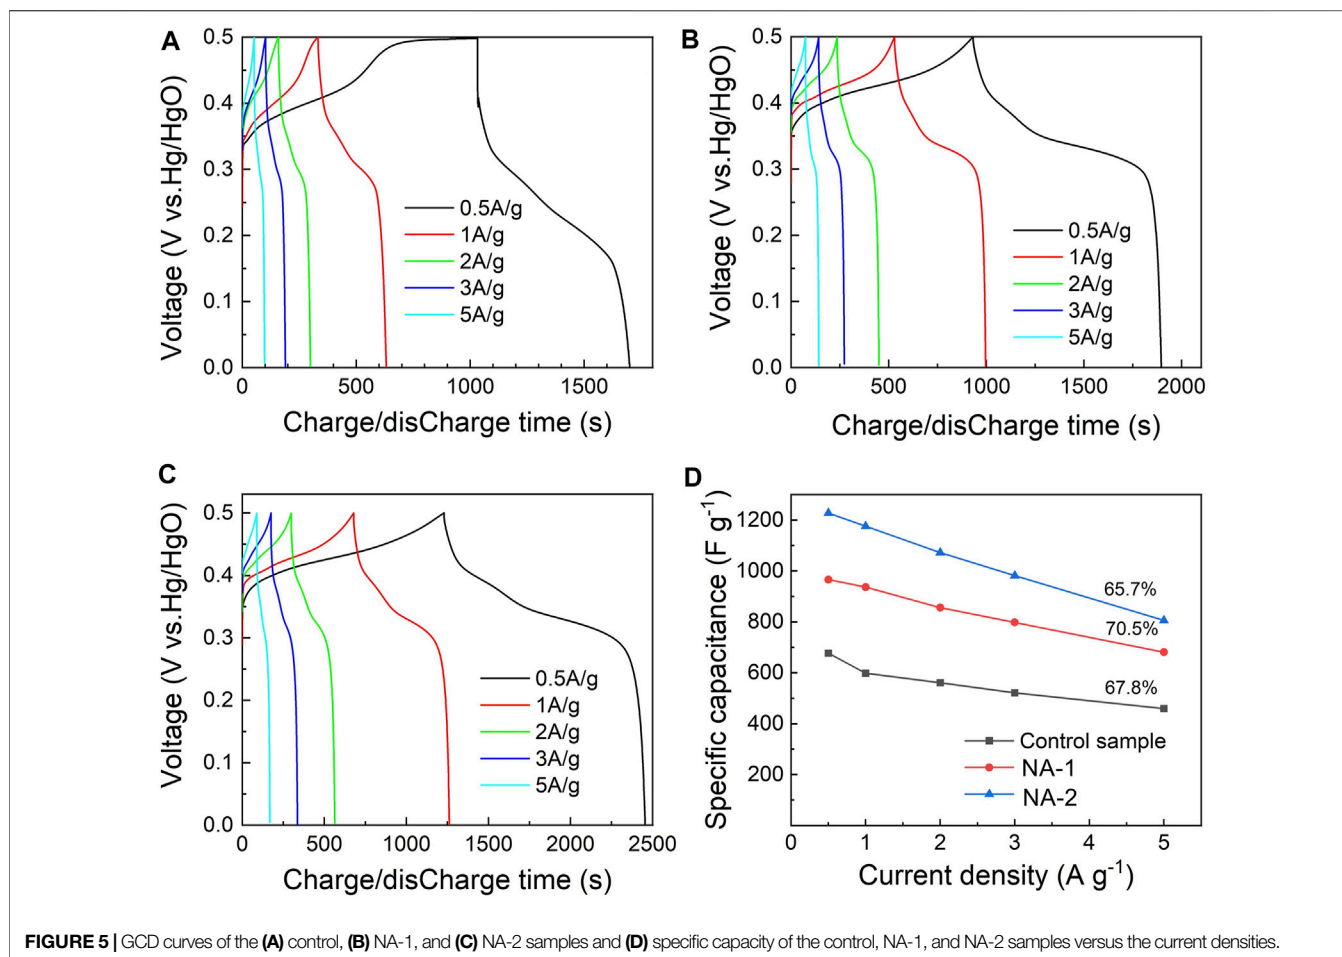 A
0.5
0.4
0.3
0.2
0.1
0.0
Voltage (V vs.Hg/HgO)
0.5A/g
1A/g
2A/g
3A/g
5A/g
0 500 1000 1500
Charge/disCharge time (s)
B
0.5
0.4
0.3
0.2
0.1
0.0
Voltage (V vs.Hg/HgO)
0.5A/g
1A/g
2A/g
3A/g
5A/g
0 500 1000 1500 2000
Charge/disCharge time (s)
C
0.5
0.4
0.3
0.2
0.1
0.0
Voltage (V vs.Hg/HgO)
0.5A/g
1A/g
2A/g
3A/g
5A/g
0 500 1000 1500 2000 2500
Charge/disCharge time (s)
D
1200
1000
800
600
400
200
Specific capacitance (F g⁻¹)
65.7%
70.5%
67.8%
Control sample
NA-1
NA-2
0 1 2 3 4 5
Current density (A g⁻¹)
FIGURE 5 | GCD curves of the (A) control, (B) NA-1, and (C) NA-2 samples and (D) specific capacity of the control, NA-1, and NA-2 samples versus the current densities.